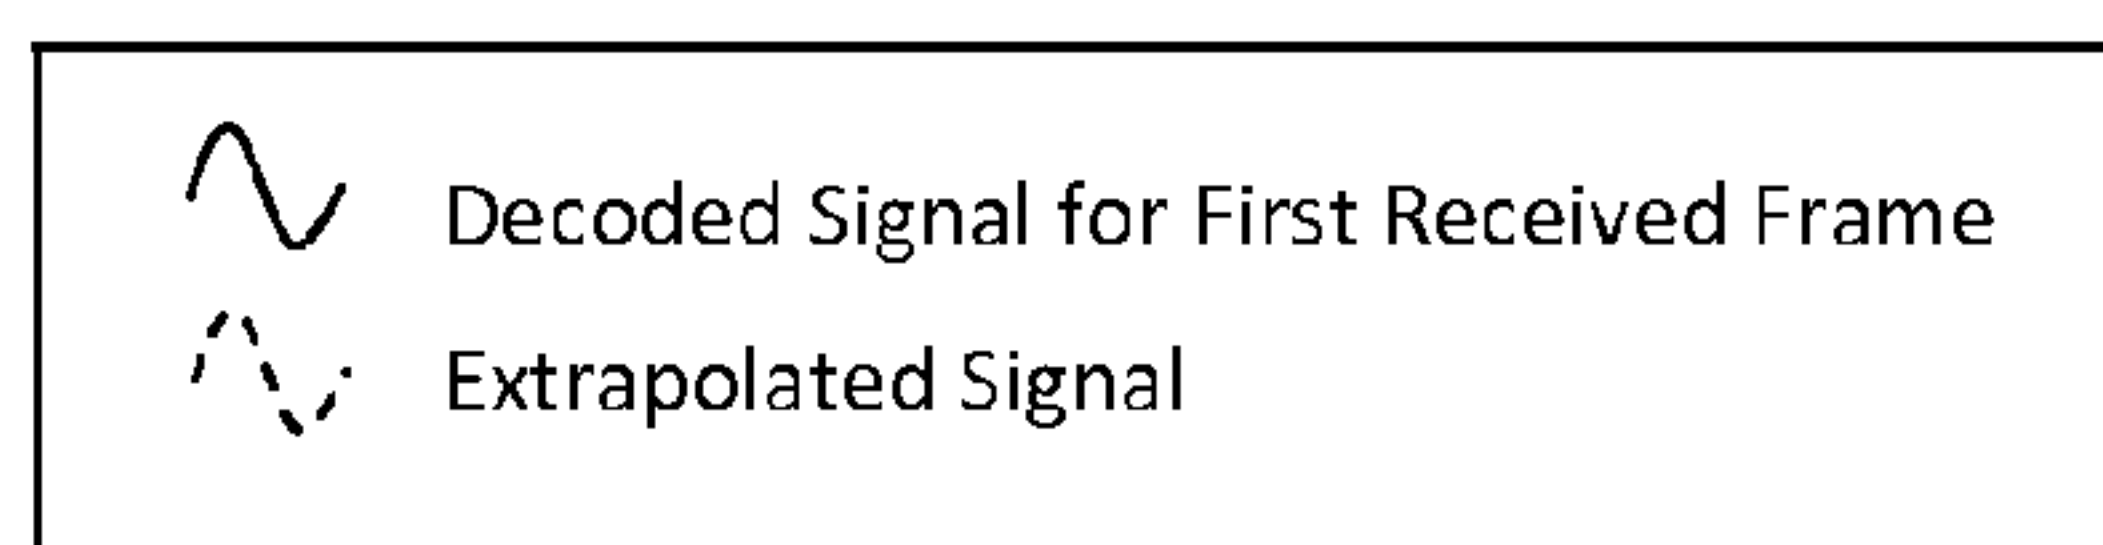 Decoded Signal for First Received Frame
Extrapolated Signal